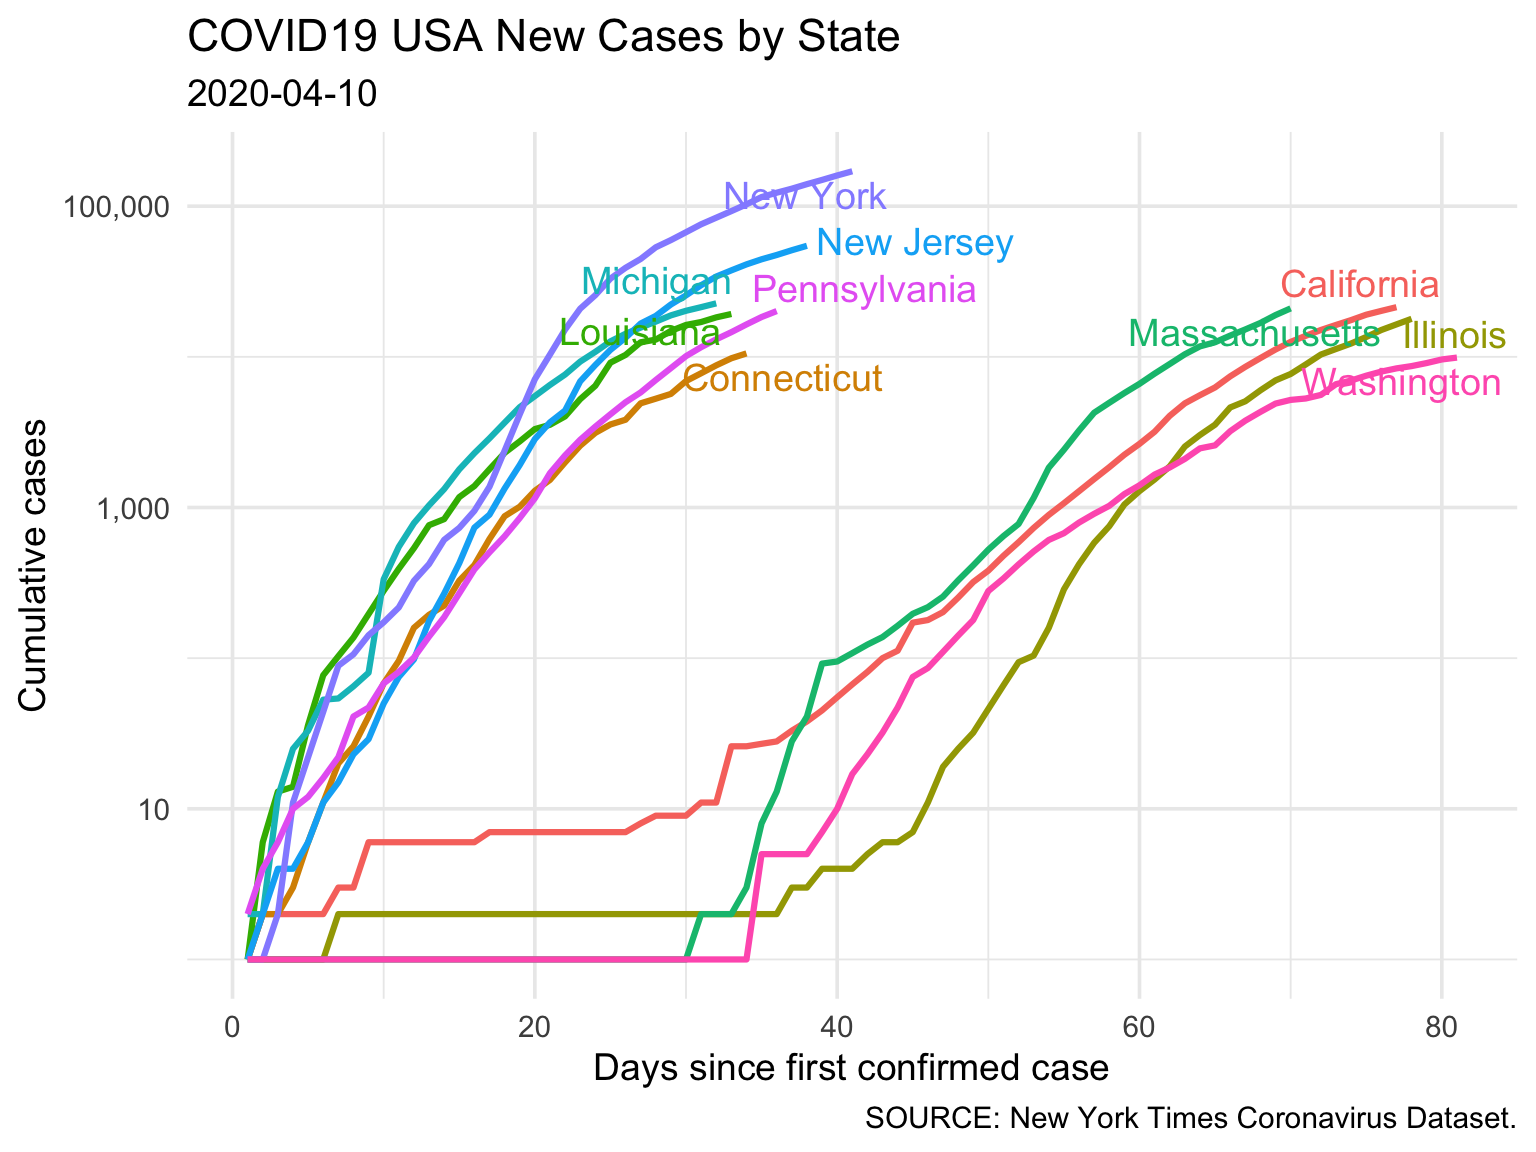 COVID19 USA New Cases by State
2020-04-10
Cumulative cases
100,000
1,000
10
New York
New Jersey
Michigan
Pennsylvania
California
Louisiana
Massachusetts
Illinois
Connecticut
Washington
0 20 40 60 80
Days since first confirmed case
SOURCE: New York Times Coronavirus Dataset.